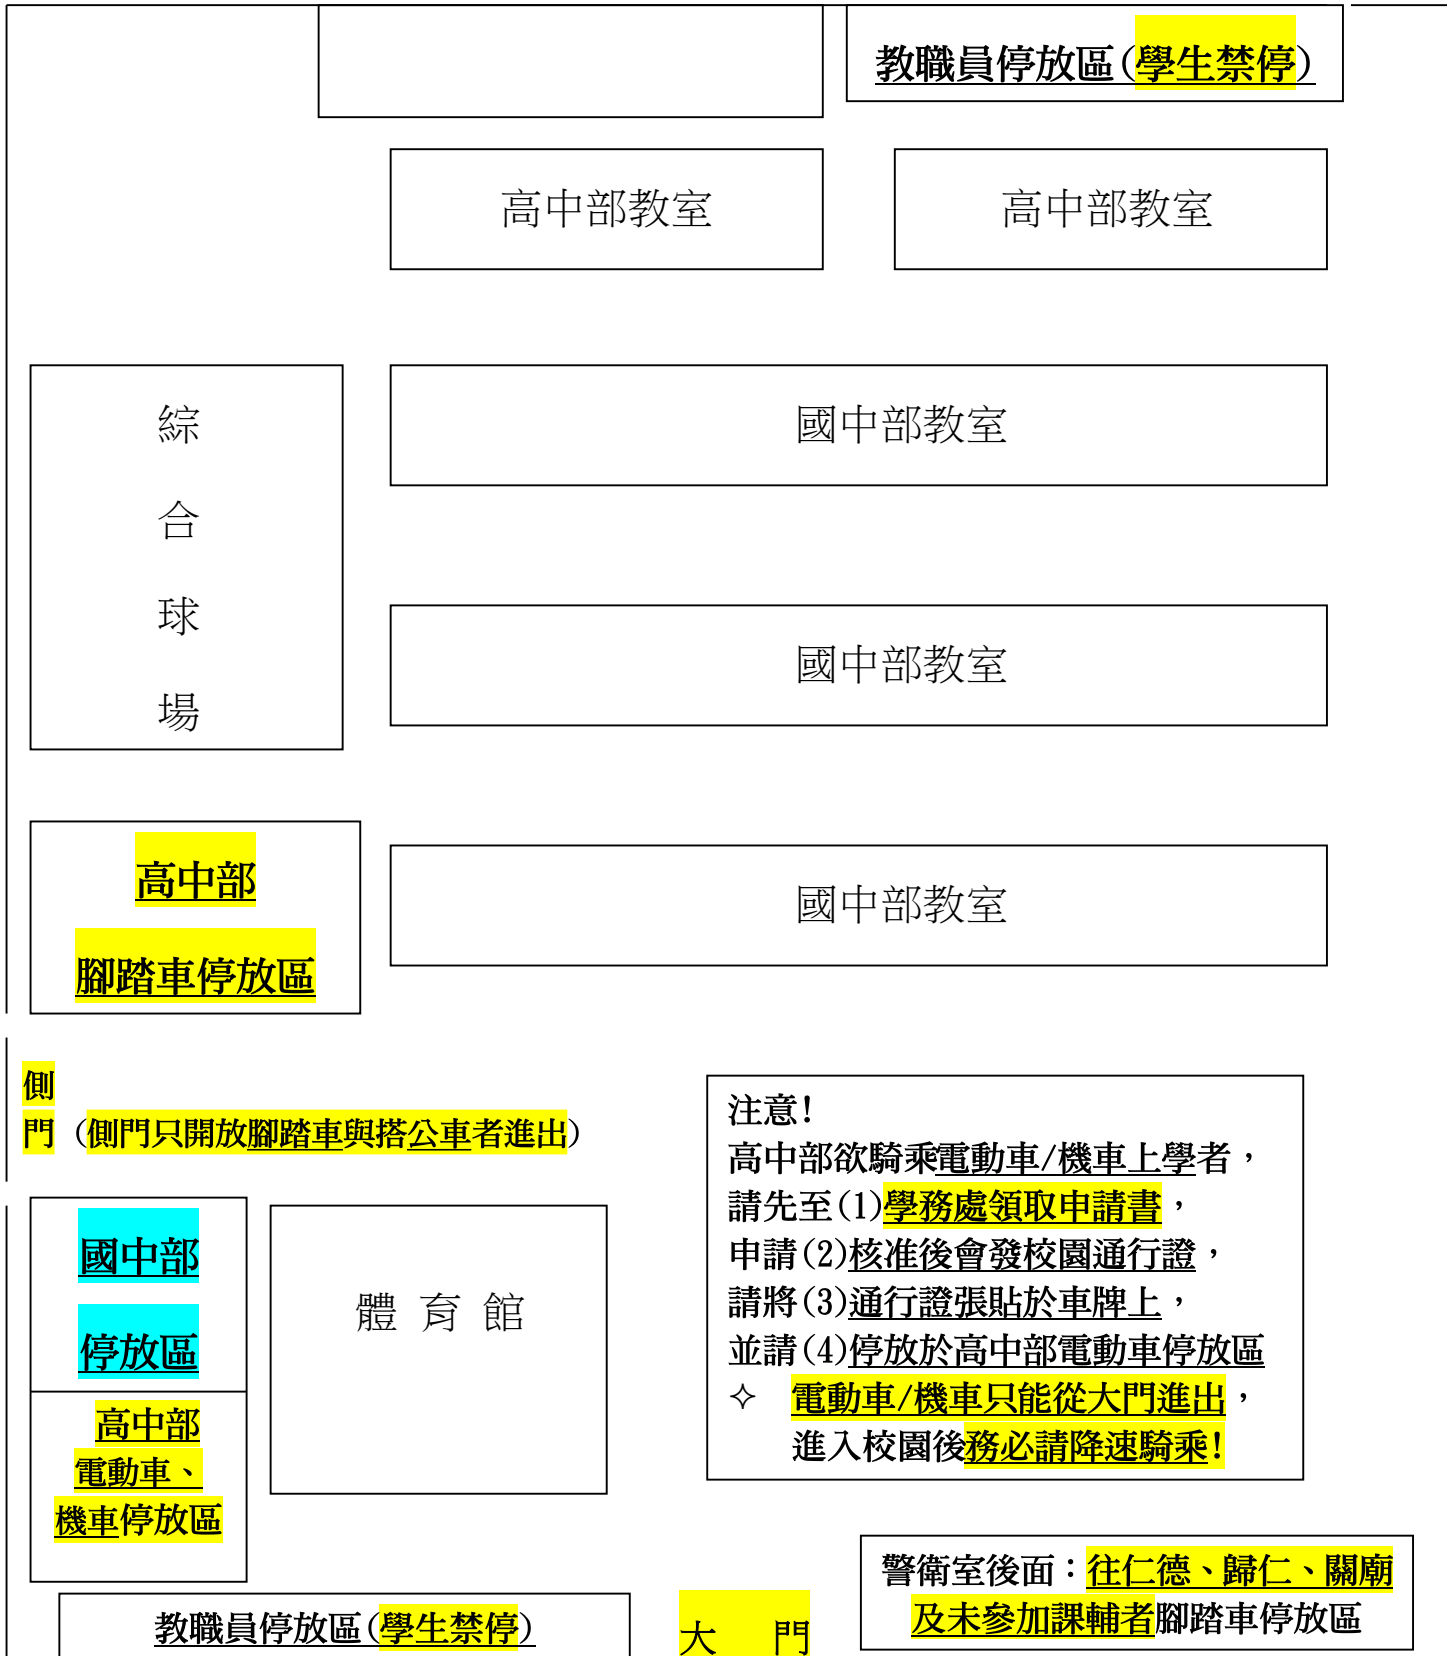 教職員停放區(學生禁停)
高中部教室
高中部教室
綜
合
球
場
國中部教室
國中部教室
高中部
腳踏車停放區
國中部教室
側
門 (側門只開放腳踏車與搭公車者進出)
注意!
高中部欲騎乘電動車/機車上學者，
請先至(1)學務處領取申請書，
申請(2)核准後會發校園通行證，
請將(3)通行證張貼於車牌上，
並請(4)停放於高中部電動車停放區
✧ 電動車/機車只能從大門進出，
進入校園後務必請降速騎乘!
國中部
停放區
體 育 館
高中部
電動車、
機車停放區
警衛室後面：往仁德、歸仁、關廟
及未參加課輔者腳踏車停放區
教職員停放區(學生禁停)
大 門